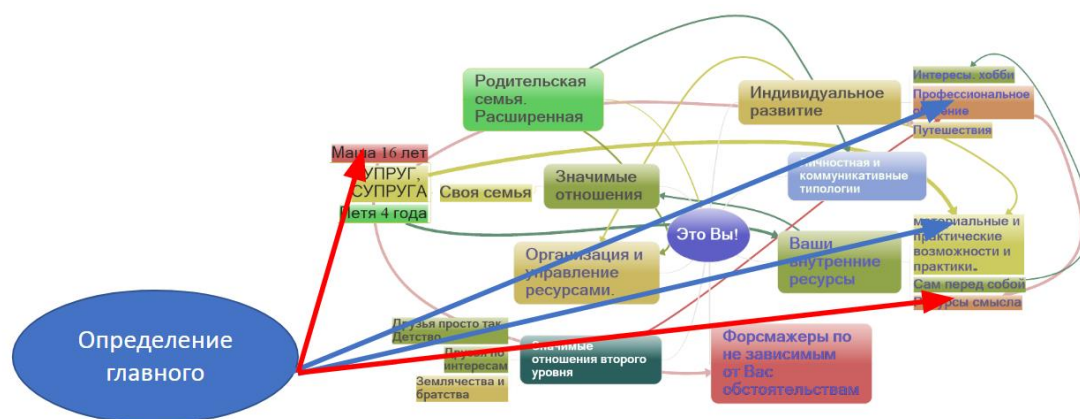 Родительская
семья.
Расширенная
Индивидуальное
развитие
Интересы. хобби
Профессиональное
Путешествия
Маша 16 лет
СУПРУГ,
СУПРУГА
Петя 4 года
Своя семья
Значимые
отношения
Личностная и
коммуникативные
типологии
Это Вы!
Организация и
управление
ресурсами.
Ваши
внутренние
ресурсы
материальные и
практические
возможности и
практики.
Сам перед собой
Ресурсы смысла
Определение
главного
Друзья просто так.
Детство
Друзья по
интересам
Землячества и
братства
Значимые
отношения второго
уровня
Форсмажеры по
не зависимым
от Вас
обстоятельствам